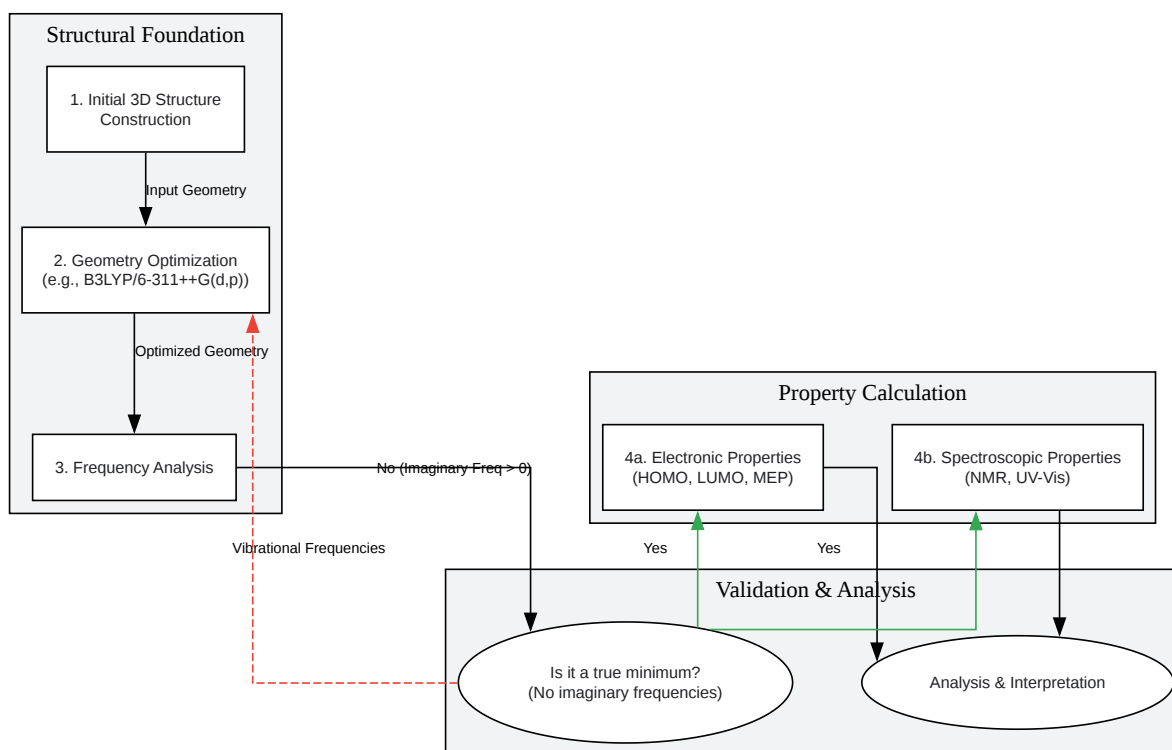 Structural Foundation
1. Initial 3D Structure
Construction
Input Geometry
2. Geometry Optimization
(e.g., B3LYP/6-311++G(d,p))
Optimized Geometry
3. Frequency Analysis
No (Imaginary Freq > 0)
Vibrational Frequencies
Property Calculation
4a. Electronic Properties
(HOMO, LUMO, MEP)
4b. Spectroscopic Properties
(NMR, UV-Vis)
Yes
Yes
Validation & Analysis
Is it a true minimum?
(No imaginary frequencies)
Analysis & Interpretation